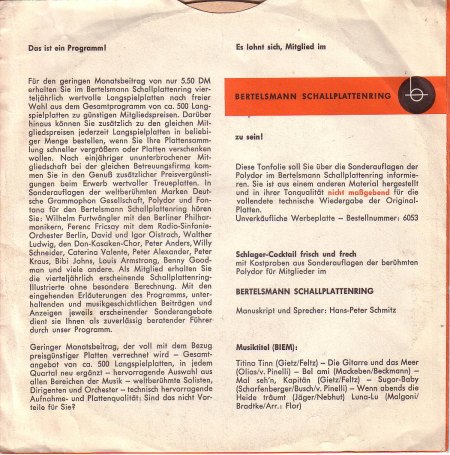 Das ist ein Programm!
Für den geringen Monatsbeitrag von nur 5.50 DM
erhalten Sie im Bertelsmann Schallplattenring vier-
teljährlich wertvolle Langspielplatten nach freier
Wahl aus dem Gesamtprogramm von ca. 500 Lang-
spielplatten zu günstigen Mitgliedspreisen. Darüber
hinaus können Sie zusätzlich zu den gleichen Mit-
gliedspreisen jederzeit Langspielplatten in beliebi-
ger Menge bestellen, wenn Sie Ihre Plattensamm-
lung schneller vergrößern oder Platten verschenken
wollen. Nach einjähriger ununterbrochener Mit-
gliedschaft bei der gleichen Betreuungsfirma kom-
men Sie in den Genuß zusätzlicher Preisvergünsti-
gungen beim Erwerb wertvoller Treueplatten. In
Sonderauflagen der weltberühmten Marken Deut-
sche Grammophon Gesellschaft, Polydor und Fon-
tana für den Bertelsmann Schallplattenring hören
Sie: Wilhelm Furtwängler mit den Berliner Philhar-
monikern, Ferenc Fricsay mit dem Radio-Sinfonie-
Orchester Berlin, David und Igor Oistrach, Walther
Ludwig, den Don-Kosaken-Chor, Peter Anders, Willy
Schneider, Caterina Valente, Peter Alexander, Peter
Kraus, Bibi Johns, Louis Armstrong, Benny Good-
man und viele andere. Als Mitglied erhalten Sie
die vierteljährlich erscheinende Schallplattenring-
Illustrierte ohne besondere Berechnung. Mit den
eingehenden Erläuterungen des Programms, unter-
haltenden und musikgeschichtlichen Beiträgen und
Anzeigen jeweils erscheinender Sonderangebote
dient sie Ihnen als zuverlässig beratender Führer
durch unser Programm.
Geringer Monatsbeitrag, der voll mit dem Bezug
preisgünstiger Platten verrechnet wird – Gesamt-
angebot von ca. 500 Langspielplatten, in jedem
Quartal neu ergänzt – hervorragende Auswahl aus
allen Bereichen der Musik – weltberühmte Solisten,
Dirigenten und Orchester – technisch hervorragende
Aufnahme- und Plattenqualität: Sind das nicht Vor-
teile für Sie?
Es lohnt sich, Mitglied im
BERTELSMANN SCHALLPLATTENRING
zu sein!
Diese Tonfolie soll Sie über die Sonderauflagen der
Polydor im Bertelsmann Schallplattenring informie-
ren. Sie ist aus einem anderen Material hergestellt
und in ihrer Tonqualität nicht maßgebend für die
vollendete technische Wiedergabe der Original-
Platten.
Unverkäufliche Werbeplatte – Bestellnummer: 6053
Schlager-Cocktail frisch und frech
mit Kostproben aus Sonderauflagen der berühmten
Polydor für Mitglieder im
BERTELSMANN SCHALLPLATTENRING
Manuskript und Sprecher: Hans-Peter Schmitz
Musiktitel (BIEM):
Titino Tinn (Gietz/Feltz) – Die Gitarre und das Meer
(Olias/v. Pinelli) – Bel ami (Mackeben/Beckmann) –
Mal seh'n, Kapitän (Gietz/Feltz) – Sugar-Baby
(Scharfenberger/Busch/v. Pinelli) – Wenn abends die
Heide träumt (Jäger/Nebhut) Luna-Lu (Malgoni/
Bradtke/Arr.: Flor)